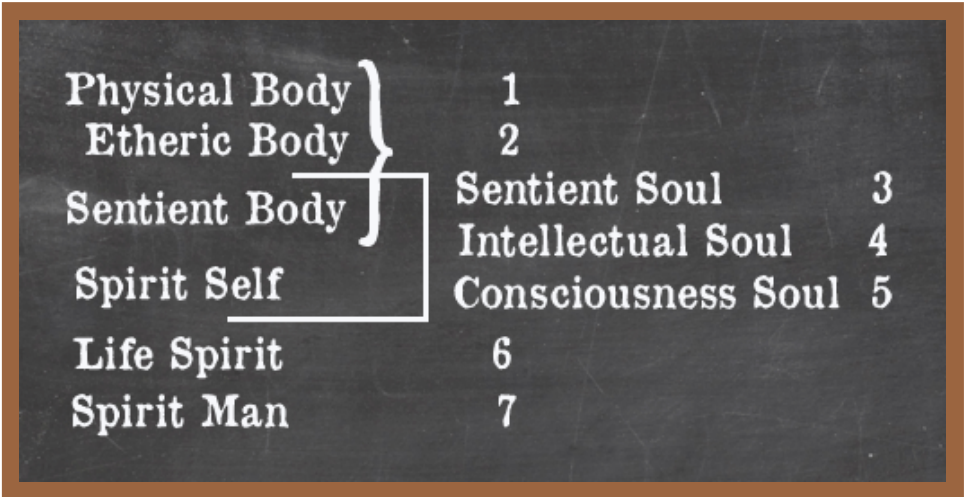 Physical Body 1
Etheric Body 2
Sentient Body
Sentient Soul 3
Intellectual Soul 4
Spirit Self
Consciousness Soul 5
Life Spirit 6
Spirit Man 7